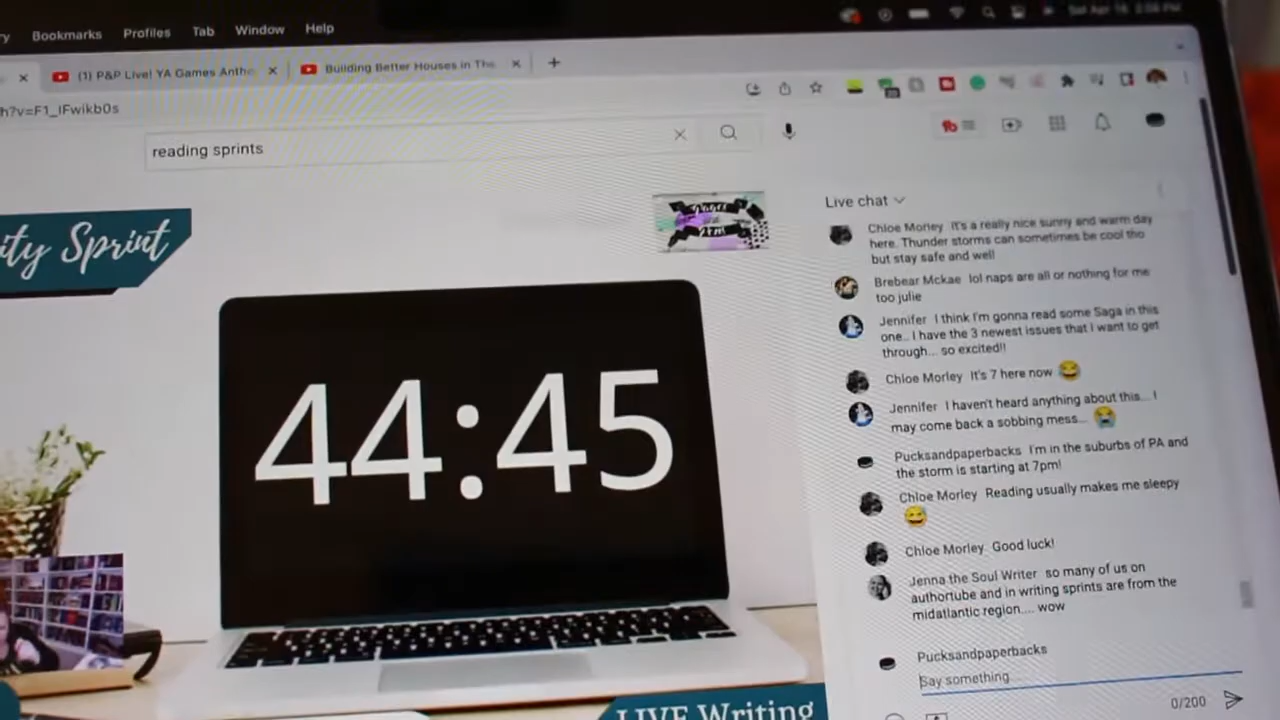 Bookmarks Profiles Tab Window Help
(1) P&P Live! YA Games Antho
Building Better Houses in The
h?v=F1_IFwikb0s
reading sprints
ity Sprint
Pages
44:45
LIVE Writing
Live chat
Chloe Morley It's a really nice sunny and warm day
here. Thunder storms can sometimes be cool tho
but stay safe and well
Brebear Mckae lol naps are all or nothing for me
too julie
Jennifer I think I'm gonna read some Saga in this
one.. I have the 3 newest issues that I want to get
through... so excited!!
Chloe Morley It's 7 here now 😂
Jennifer I haven't heard anything about this... I
may come back a sobbing mess... 😭
Pucksandpaperbacks I'm in the suburbs of PA and
the storm is starting at 7pm!
Chloe Morley Reading usually makes me sleepy
😅
Chloe Morley Good luck!
Jenna the Soul Writer so many of us on
authortube and in writing sprints are from the
midatlantic region.... wow
Pucksandpaperbacks
Say something
0/200